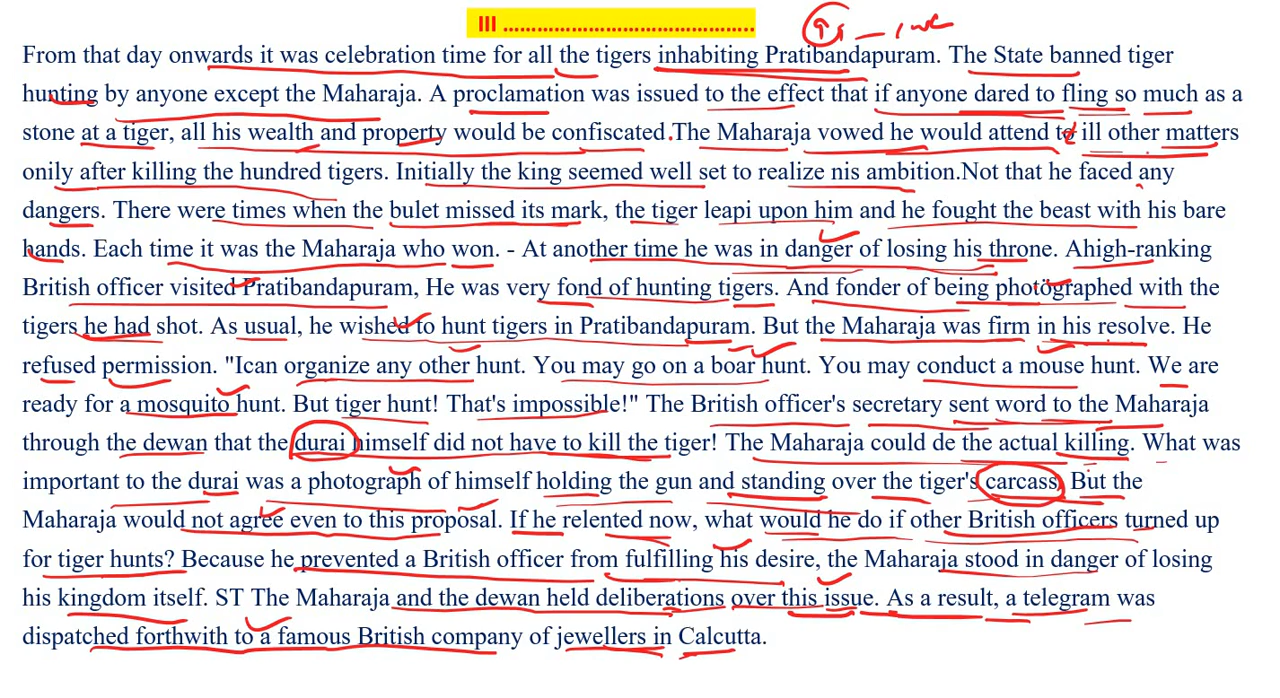 III ..............................................
From that day onwards it was celebration time for all the tigers inhabiting Pratibandapuram. The State banned tiger
hunting by anyone except the Maharaja. A proclamation was issued to the effect that if anyone dared to fling so much as a
stone at a tiger, all his wealth and property would be confiscated.The Maharaja vowed he would attend to ill other matters
onily after killing the hundred tigers. Initially the king seemed well set to realize nis ambition.Not that he faced any
dangers. There were times when the bulet missed its mark, the tiger leapi upon him and he fought the beast with his bare
hands. Each time it was the Maharaja who won. - At another time he was in danger of losing his throne. Ahigh-ranking
British officer visited Pratibandapuram, He was very fond of hunting tigers. And fonder of being photographed with the
tigers he had shot. As usual, he wished to hunt tigers in Pratibandapuram. But the Maharaja was firm in his resolve. He
refused permission. "Ican organize any other hunt. You may go on a boar hunt. You may conduct a mouse hunt. We are
ready for a mosquito hunt. But tiger hunt! That's impossible!" The British officer's secretary sent word to the Maharaja
through the dewan that the durai himself did not have to kill the tiger! The Maharaja could de the actual killing. What was
important to the durai was a photograph of himself holding the gun and standing over the tiger's carcass, But the
Maharaja would not agree even to this proposal. If he relented now, what would he do if other British officers turned up
for tiger hunts? Because he prevented a British officer from fulfilling his desire, the Maharaja stood in danger of losing
his kingdom itself. ST The Maharaja and the dewan held deliberations over this issue. As a result, a telegram was
dispatched forthwith to a famous British company of jewellers in Calcutta.